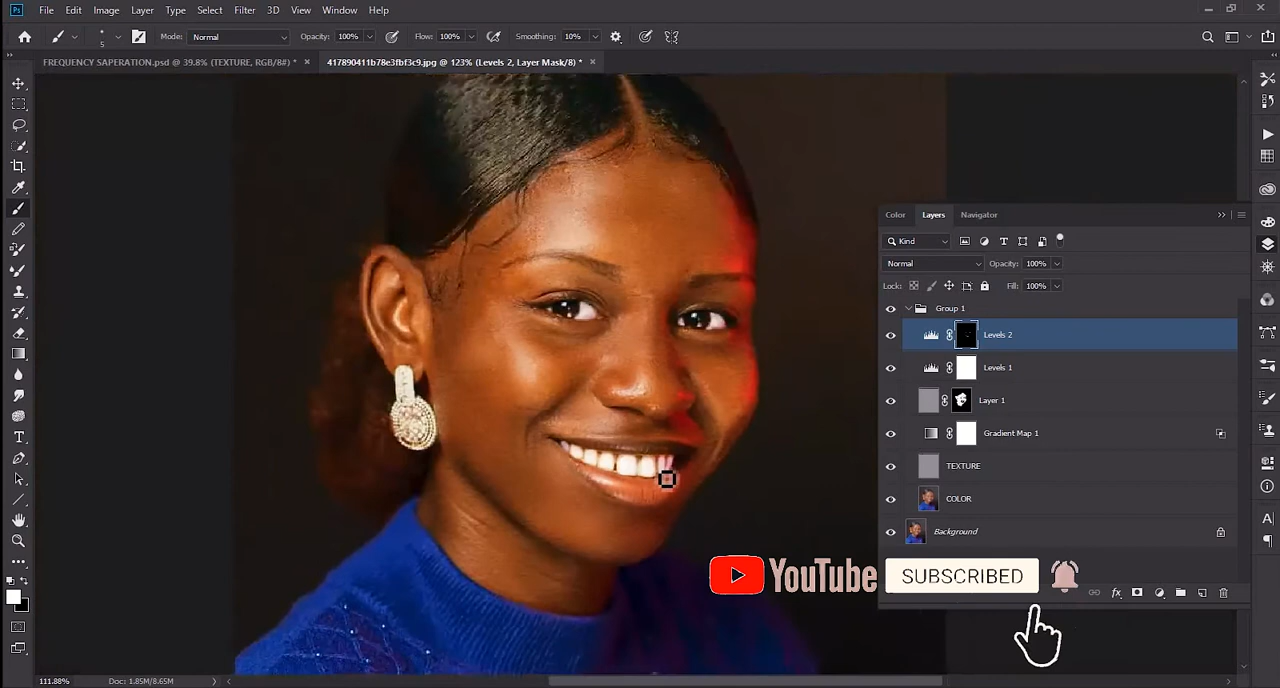 Ps File Edit Image Layer Type Select Filter 3D View Window Help
5 Mode: Normal Opacity: 100% Flow: 100% Smoothing: 10%
FREQUENCY SAPERATION.psd @ 39.8% (TEXTURE, RGB/8#) * × 417890411b78e3fbf3c9.jpg @ 123% (Levels 2, Layer Mask/8) * ×
Color Layers Navigator
Kind
Normal Opacity: 100%
Lock: Fill: 100%
Group 1
Levels 2
Levels 1
Layer 1
Gradient Map 1
TEXTURE
COLOR
Background
YouTube SUBSCRIBED
fx
111.88% Doc: 1.85M/8.65M